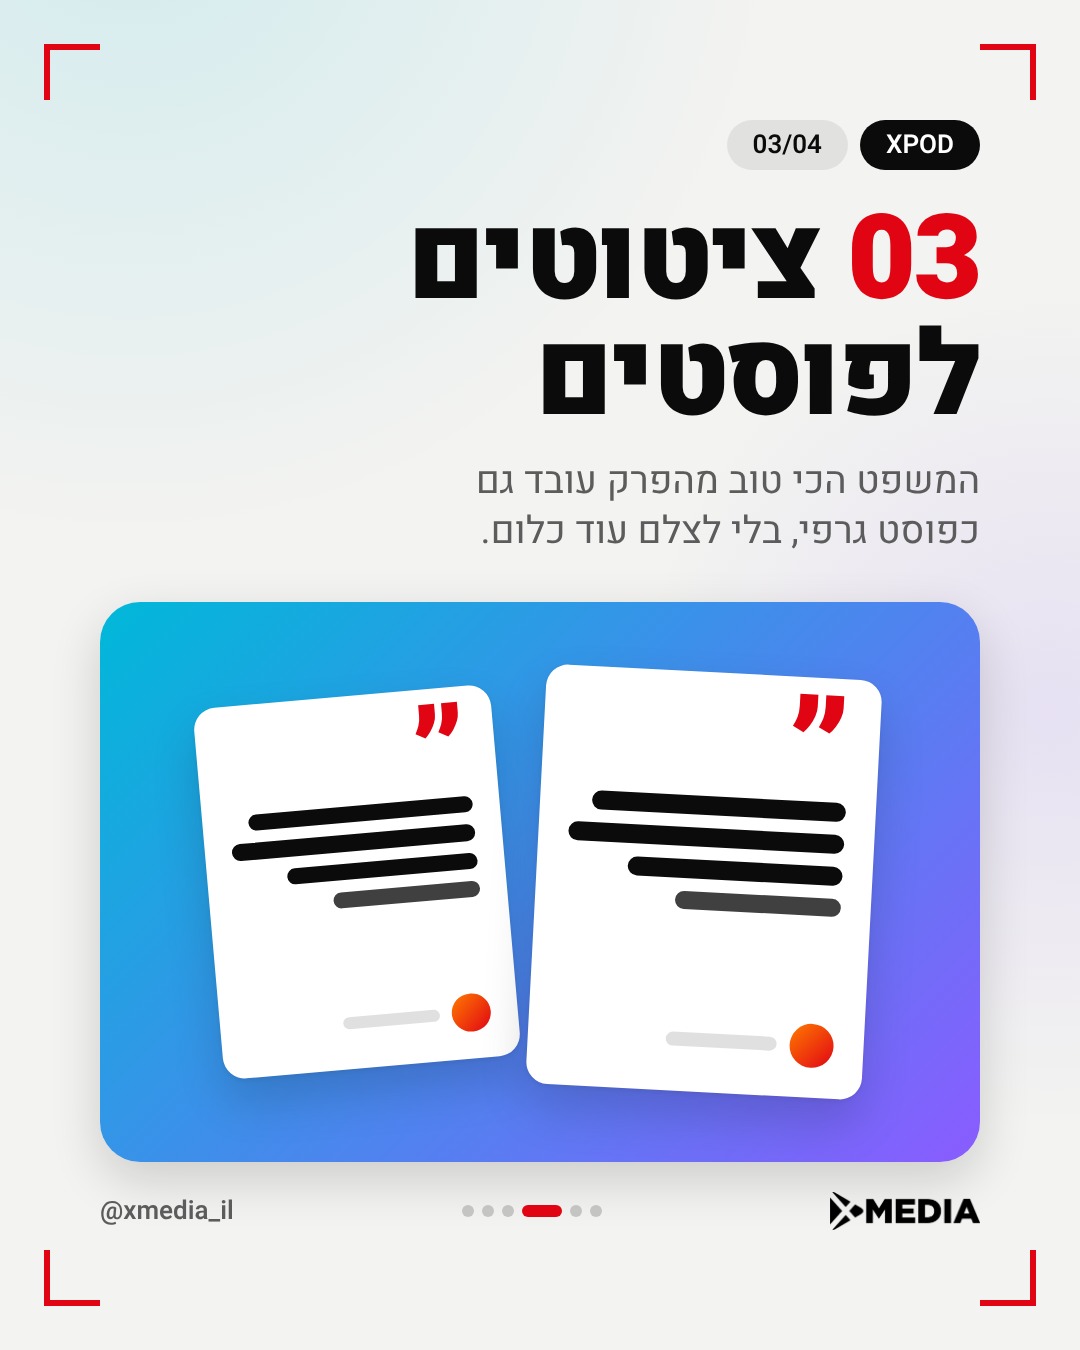 XPOD 03/04
03 ציטוטים
לפוסטים
המשפט הכי טוב מהפרק עובד גם
כפוסט גרפי, בלי לצלם עוד כלום.
”
”
XMEDIA
@xmedia_il